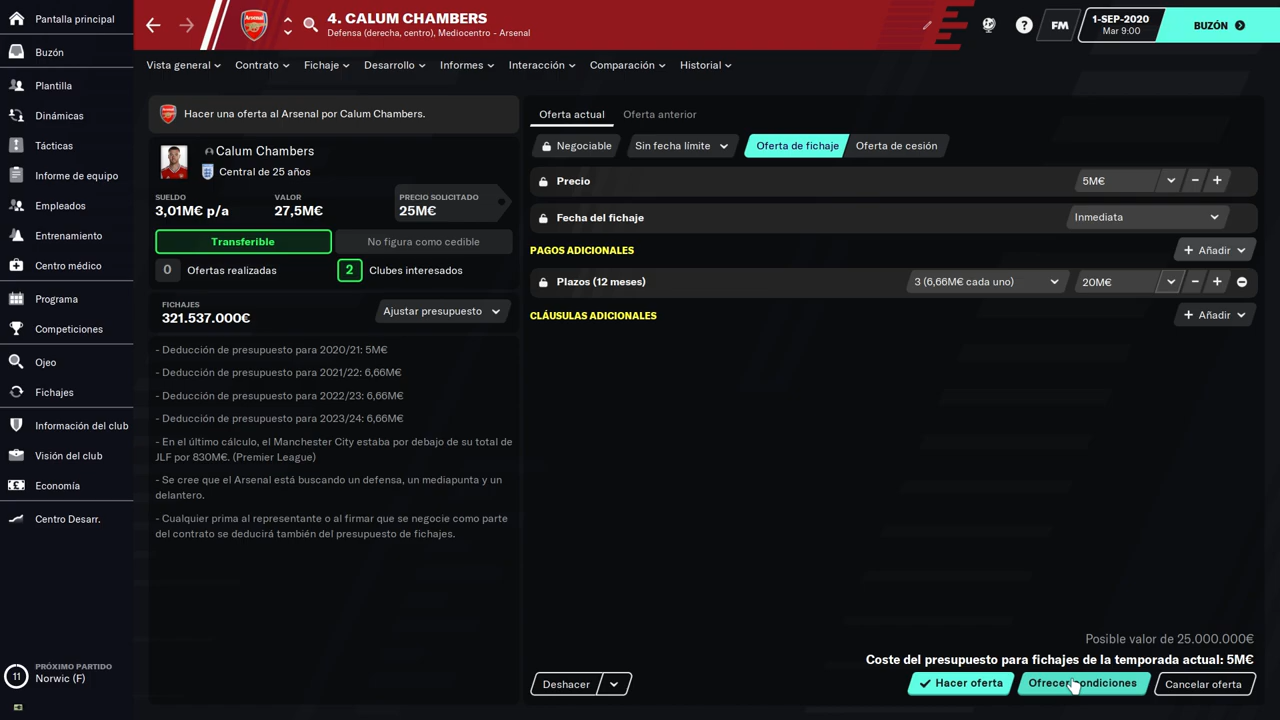 Pantalla principal
Buzón
Plantilla
Dinámicas
Tácticas
Informe de equipo
Empleados
Entrenamiento
Centro médico
Programa
Competiciones
Ojeo
Fichajes
Información del club
Visión del club
Economía
Centro Desarr.
11
PRÓXIMO PARTIDO
Norwic (F)
Arsenal
4. CALUM CHAMBERS
Defensa (derecha, centro), Mediocentro - Arsenal
FM
1-SEP-2020
Mar 9:00
BUZÓN
Vista general
Contrato
Fichaje
Desarrollo
Informes
Interacción
Comparación
Historial
Hacer una oferta al Arsenal por Calum Chambers.
Calum Chambers
Central de 25 años
SUELDO
3,01M€ p/a
VALOR
27,5M€
PRECIO SOLICITADO
25M€
Transferible
No figura como cedible
0 Ofertas realizadas
2 Clubes interesados
FICHAJES
321.537.000€
Ajustar presupuesto
- Deducción de presupuesto para 2020/21: 5M€
- Deducción de presupuesto para 2021/22: 6,66M€
- Deducción de presupuesto para 2022/23: 6,66M€
- Deducción de presupuesto para 2023/24: 6,66M€
- En el último cálculo, el Manchester City estaba por debajo de su total de
JLF por 830M€. (Premier League)
- Se cree que el Arsenal está buscando un defensa, un mediapunta y un
delantero.
- Cualquier prima al representante o al firmar que se negocie como parte
del contrato se deducirá también del presupuesto de fichajes.
Oferta actual
Oferta anterior
Negociable
Sin fecha límite
Oferta de fichaje
Oferta de cesión
Precio
5M€
Fecha del fichaje
Inmediata
PAGOS ADICIONALES
+ Añadir
Plazos (12 meses)
3 (6,66M€ cada uno)
20M€
CLÁUSULAS ADICIONALES
+ Añadir
Posible valor de 25.000.000€
Coste del presupuesto para fichajes de la temporada actual: 5M€
Deshacer
Hacer oferta
Ofrecer condiciones
Cancelar oferta